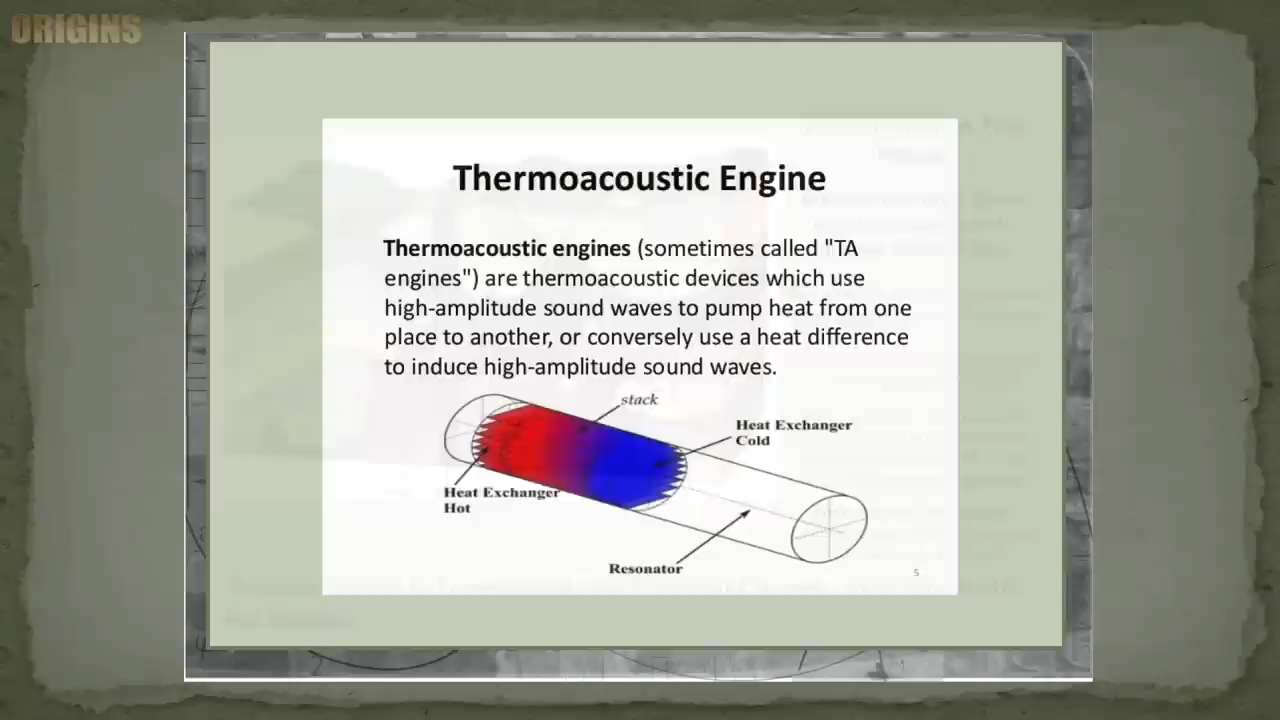 ORIGINS
Thermoacoustic Engine
Thermoacoustic engines (sometimes called "TA
engines") are thermoacoustic devices which use
high-amplitude sound waves to pump heat from one
place to another, or conversely use a heat difference
to induce high-amplitude sound waves.
stack
Heat Exchanger
Cold
Heat Exchanger
Hot
Resonator
5